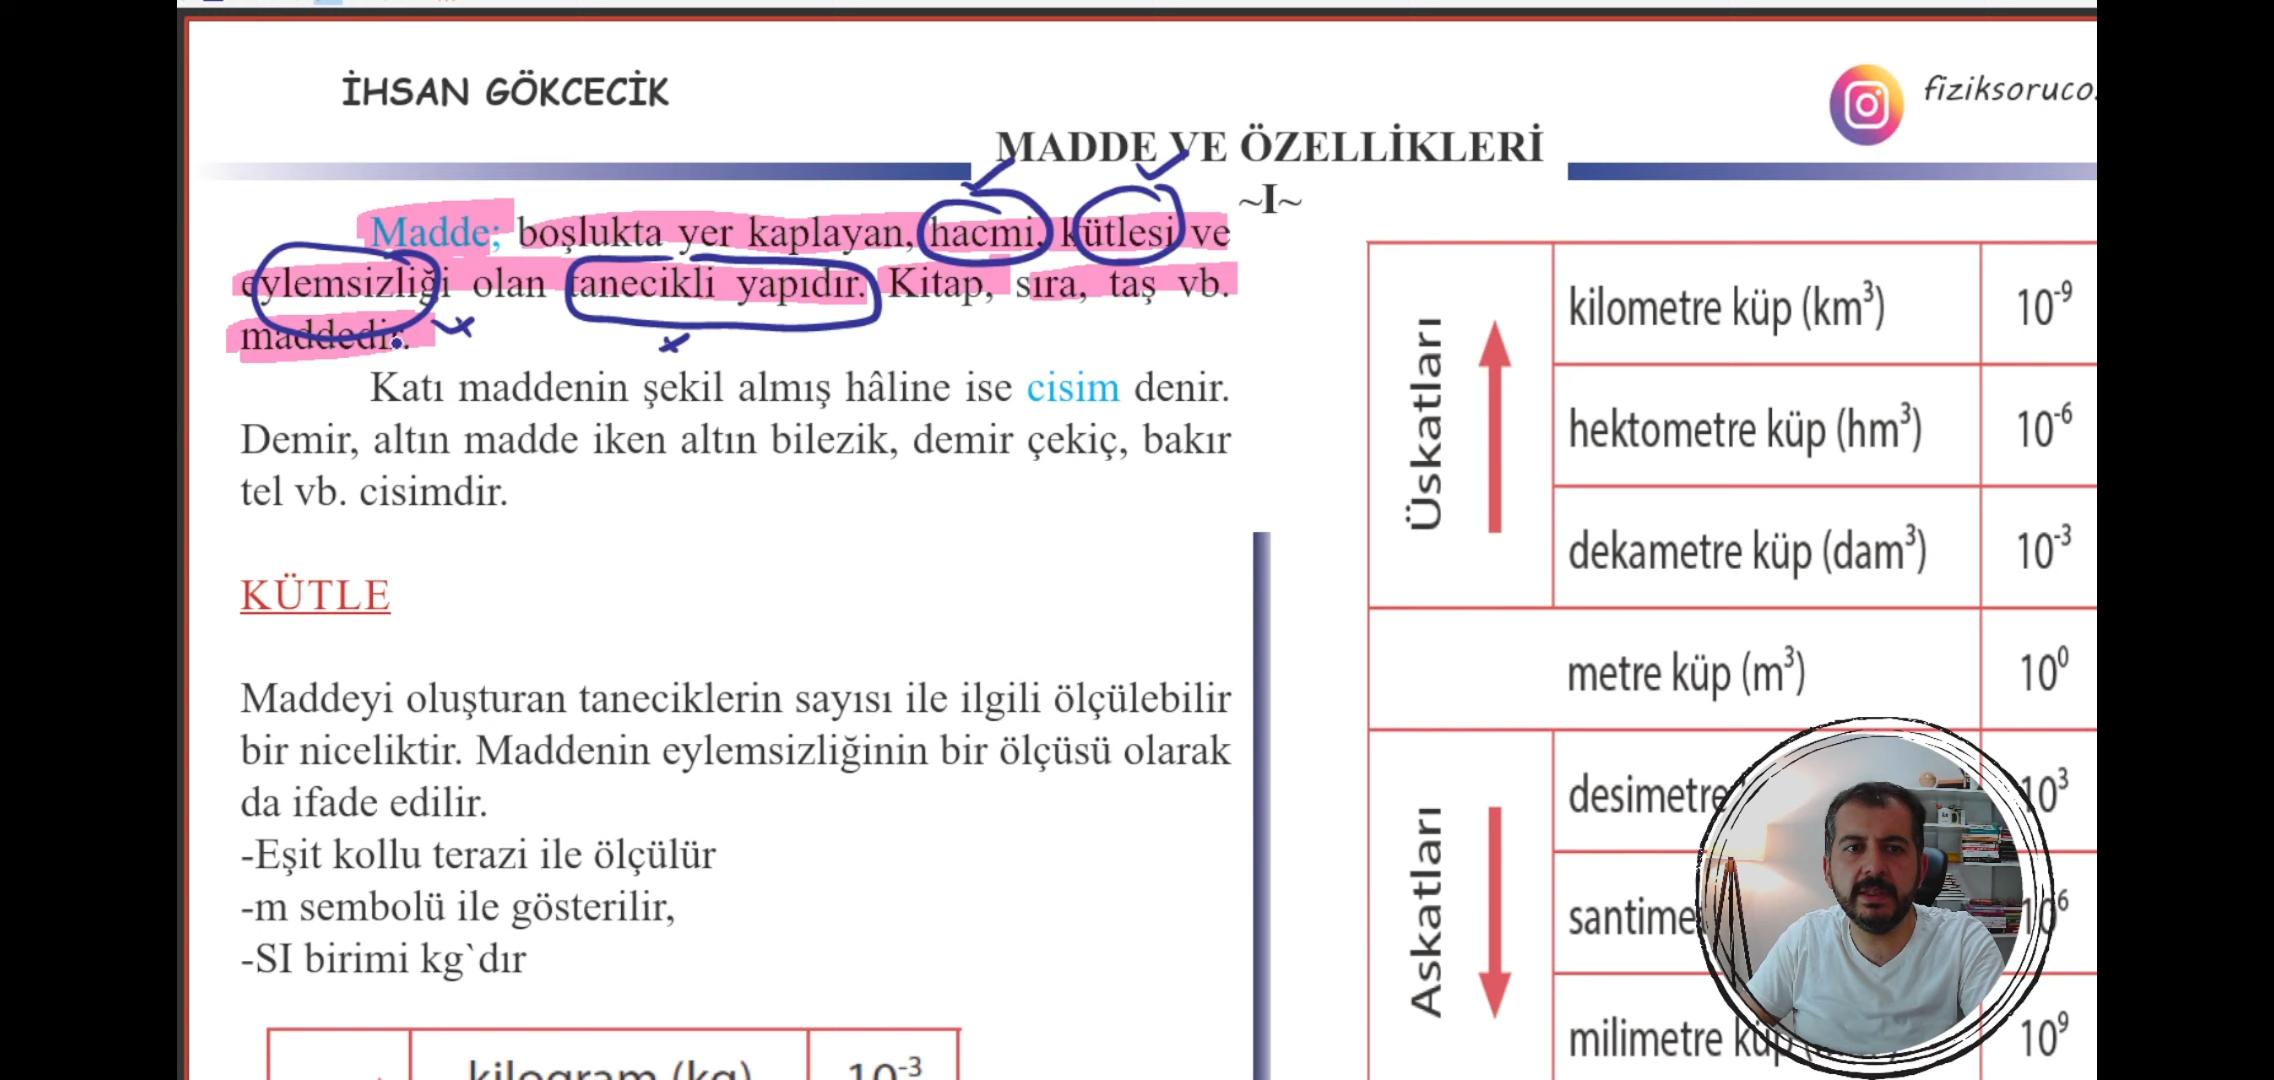 İHSAN GÖKCECİK
fiziksoruco
MADDE VE ÖZELLİKLERİ
~I~
Madde; boşlukta yer kaplayan, hacmi, kütlesi ve
eylemsizliği olan tanecikli yapıdır. Kitap, sıra, taş vb.
maddedir.
Katı maddenin şekil almış hâline ise cisim denir.
Demir, altın madde iken altın bilezik, demir çekiç, bakır
tel vb. cisimdir.
KÜTLE
Maddeyi oluşturan taneciklerin sayısı ile ilgili ölçülebilir
bir niceliktir. Maddenin eylemsizliğinin bir ölçüsü olarak
da ifade edilir.
-Eşit kollu terazi ile ölçülür
-m sembolü ile gösterilir,
-SI birimi kg`dır
kilogram (kg) 10⁻³
Üskatları
kilometre küp (km³) 10⁻⁹
hektometre küp (hm³) 10⁻⁶
dekametre küp (dam³) 10⁻³
metre küp (m³) 10⁰
Askatları
desimetre 10³
santime 10⁶
milimetre küp 10⁹